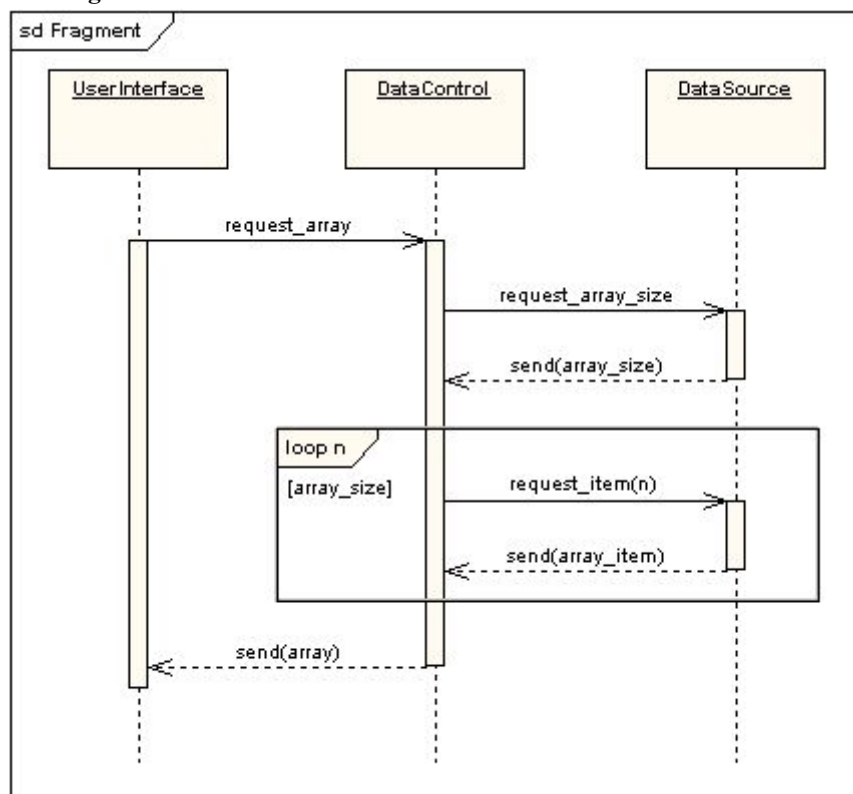 sd Fragment
UserInterface
DataControl
DataSource
request_array
request_array_size
send(array_size)
loop n
[array_size]
request_item(n)
send(array_item)
send(array)